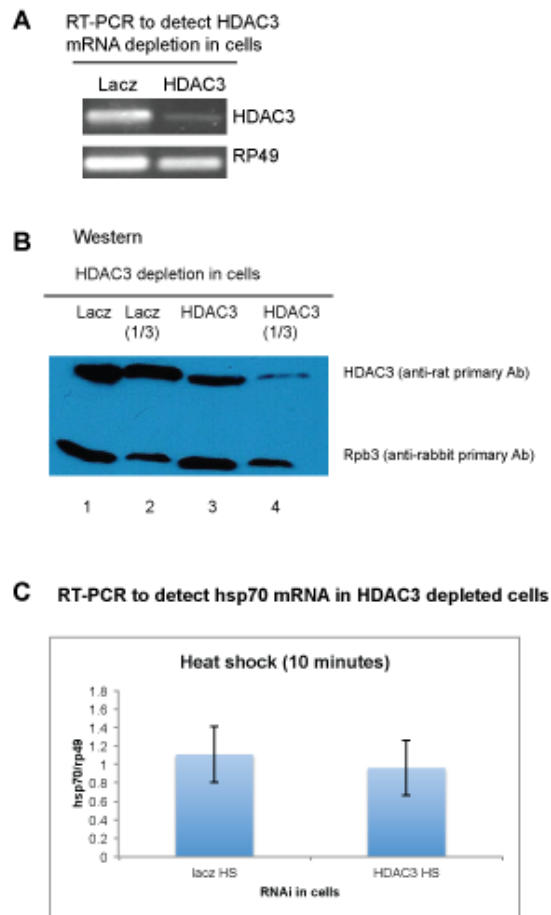 A
RT-PCR to detect HDAC3
mRNA depletion in cells
Lacz HDAC3
HDAC3
RP49
B
Western
HDAC3 depletion in cells
Lacz Lacz (1/3) HDAC3 HDAC3 (1/3)
HDAC3 (anti-rat primary Ab)
Rpb3 (anti-rabbit primary Ab)
1 2 3 4
C RT-PCR to detect hsp70 mRNA in HDAC3 depleted cells
Heat shock (10 minutes)
hsp70/rp49
1.8
1.6
1.4
1.2
1
0.8
0.6
0.4
0.2
0
lacz HS HDAC3 HS
RNAi in cells